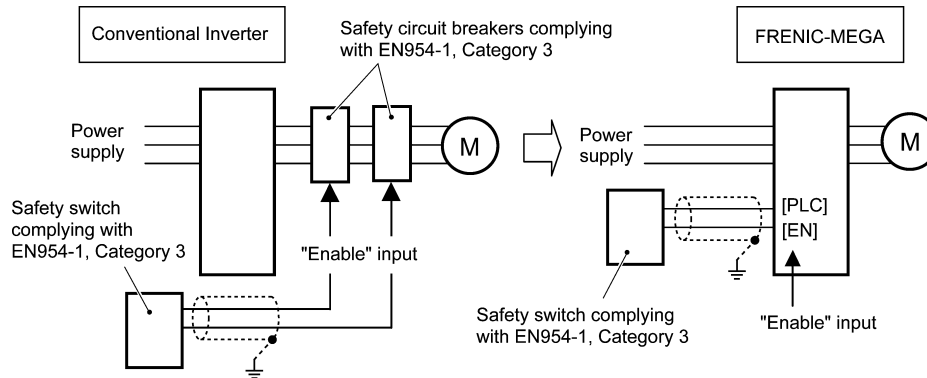 Conventional Inverter
Safety circuit breakers complying
with EN954-1, Category 3
FRENIC-MEGA
Power
supply
M
Power
supply
M
Safety switch
complying with
EN954-1, Category 3
"Enable" input
[PLC]
[EN]
Safety switch complying
with EN954-1, Category 3
"Enable" input